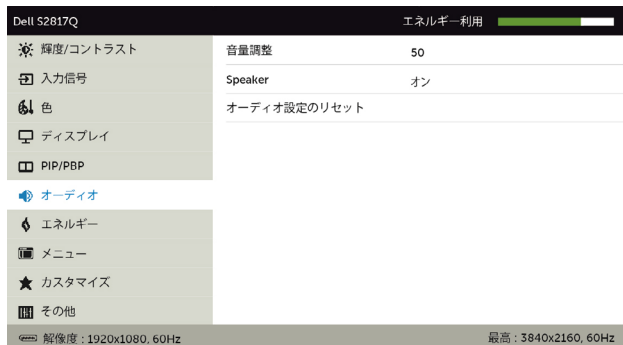 Dell S2817Q エネルギー利用
輝度/コントラスト
音量調整 50
入力信号
Speaker オン
色
オーディオ設定のリセット
ディスプレイ
PIP/PBP
オーディオ
エネルギー
メニュー
カスタマイズ
その他
解像度 : 1920x1080, 60Hz 最高 : 3840x2160, 60Hz